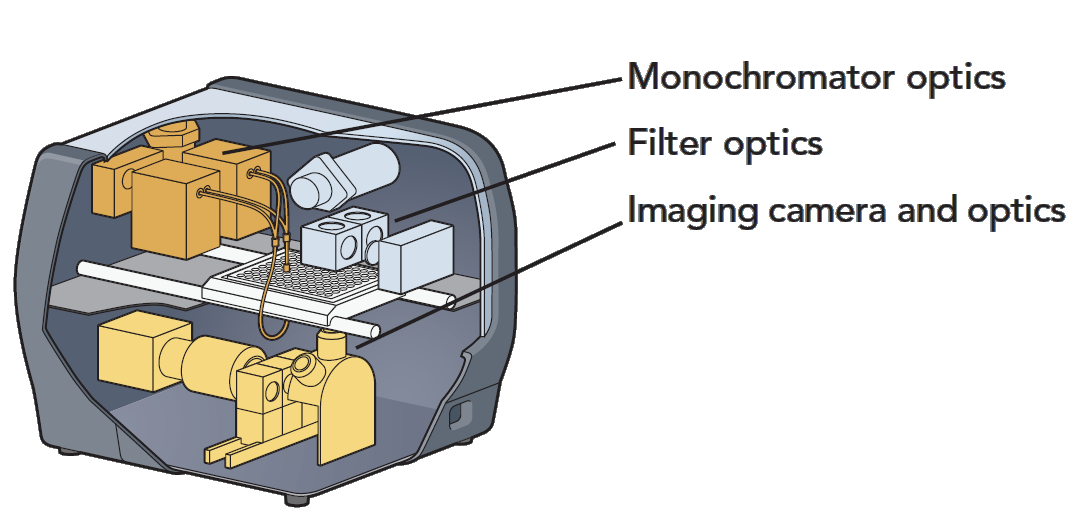 Monochromator optics
Filter optics
Imaging camera and optics